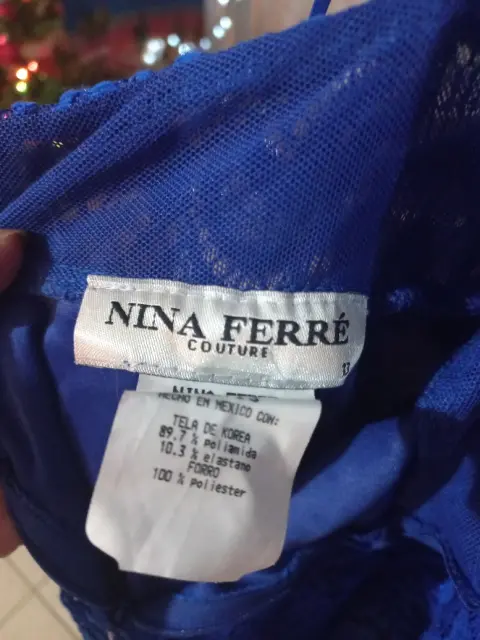 NINA FERRÉ
COUTURE
HECHO EN MEXICO CON:
TELA DE KOREA
89.7 % poliamida
10.3 % elastano
FORRO
100 % poliester